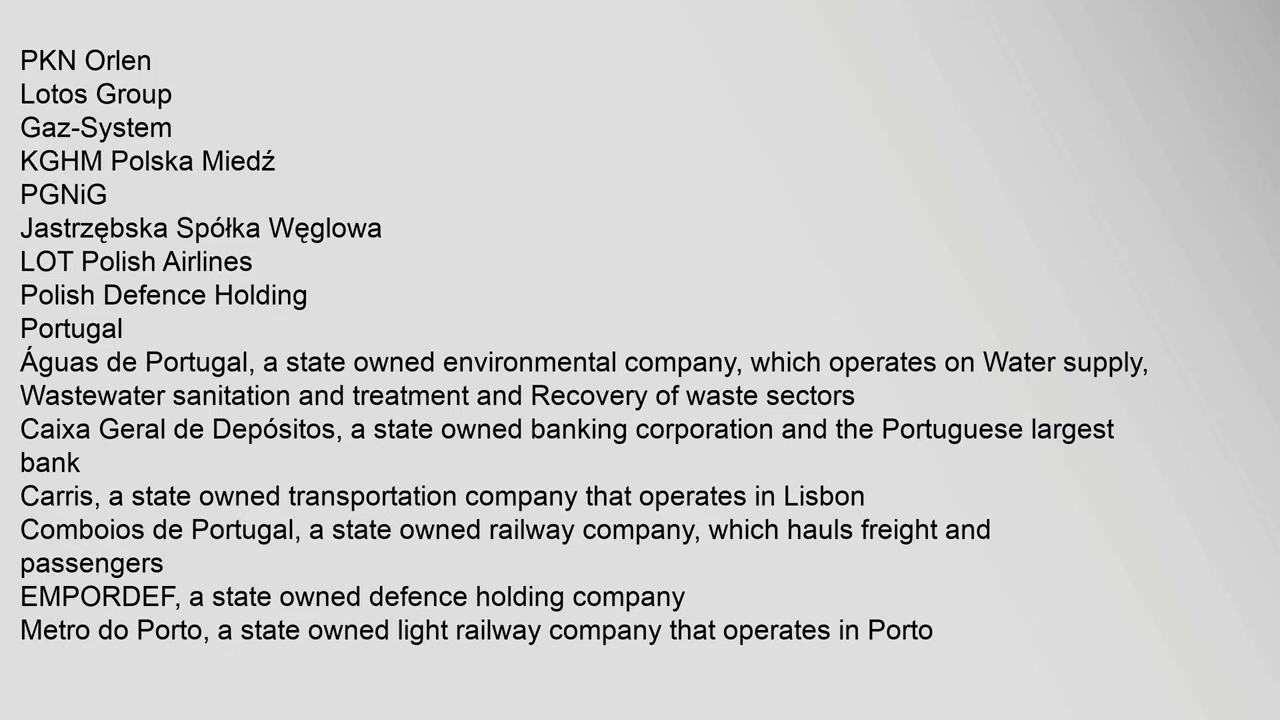 PKN Orlen
Lotos Group
Gaz-System
KGHM Polska Miedź
PGNiG
Jastrzębska Spółka Węglowa
LOT Polish Airlines
Polish Defence Holding
Portugal
Águas de Portugal, a state owned environmental company, which operates on Water supply,
Wastewater sanitation and treatment and Recovery of waste sectors
Caixa Geral de Depósitos, a state owned banking corporation and the Portuguese largest
bank
Carris, a state owned transportation company that operates in Lisbon
Comboios de Portugal, a state owned railway company, which hauls freight and
passengers
EMPORDEF, a state owned defence holding company
Metro do Porto, a state owned light railway company that operates in Porto